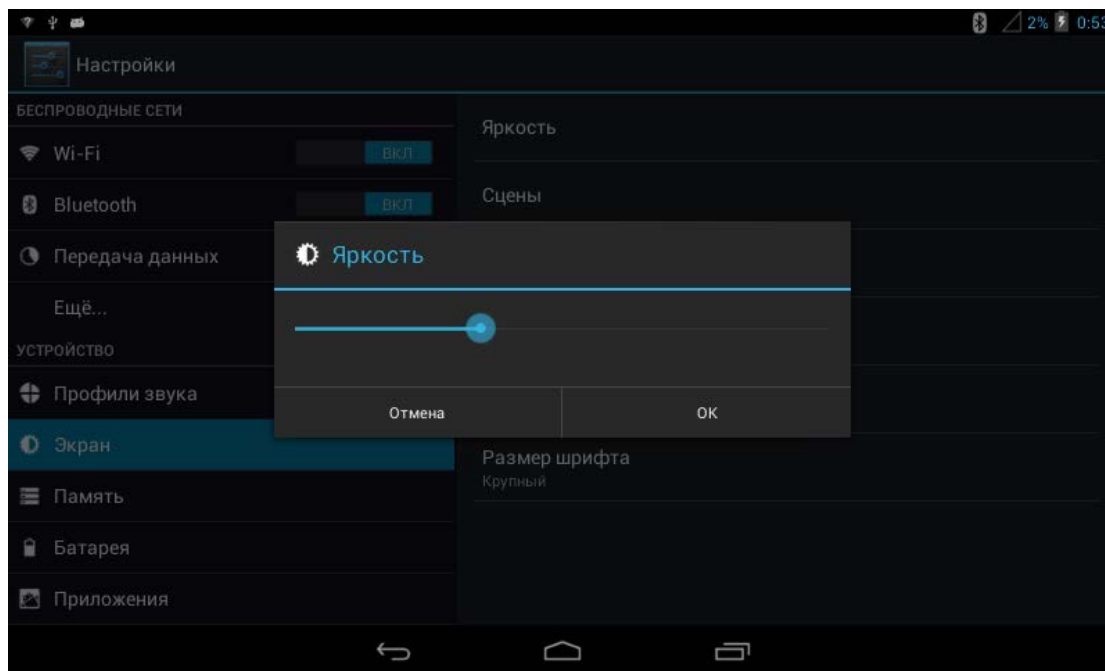 2% 0:53
Настройки
БЕСПРОВОДНЫЕ СЕТИ
Wi-Fi ВКЛ
Bluetooth ВКЛ
Передача данных
Ещё...
УСТРОЙСТВО
Профили звука
Экран
Память
Батарея
Приложения
Яркость
Сцены
Яркость
Отмена
ОК
Размер шрифта
Крупный